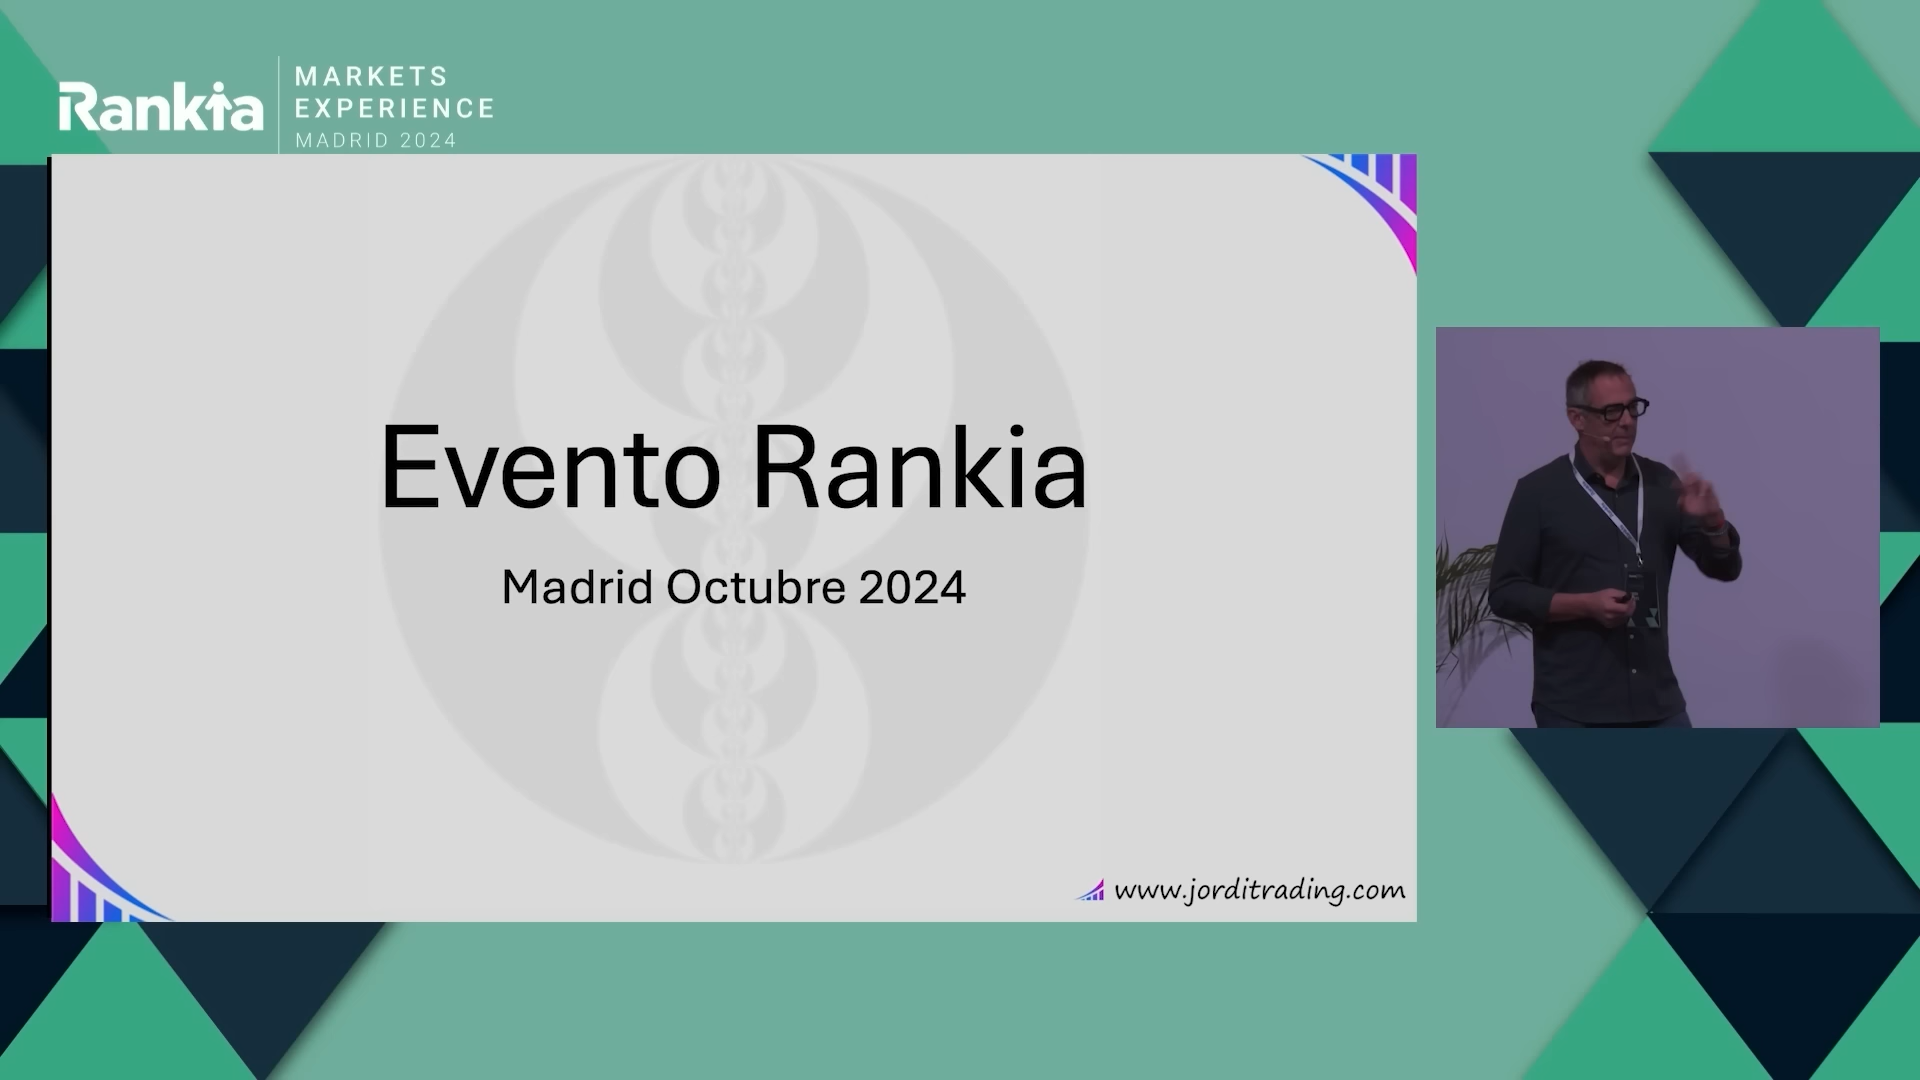 Rankia
MARKETS
EXPERIENCE
MADRID 2024
Evento Rankia
Madrid Octubre 2024
www.jorditrading.com